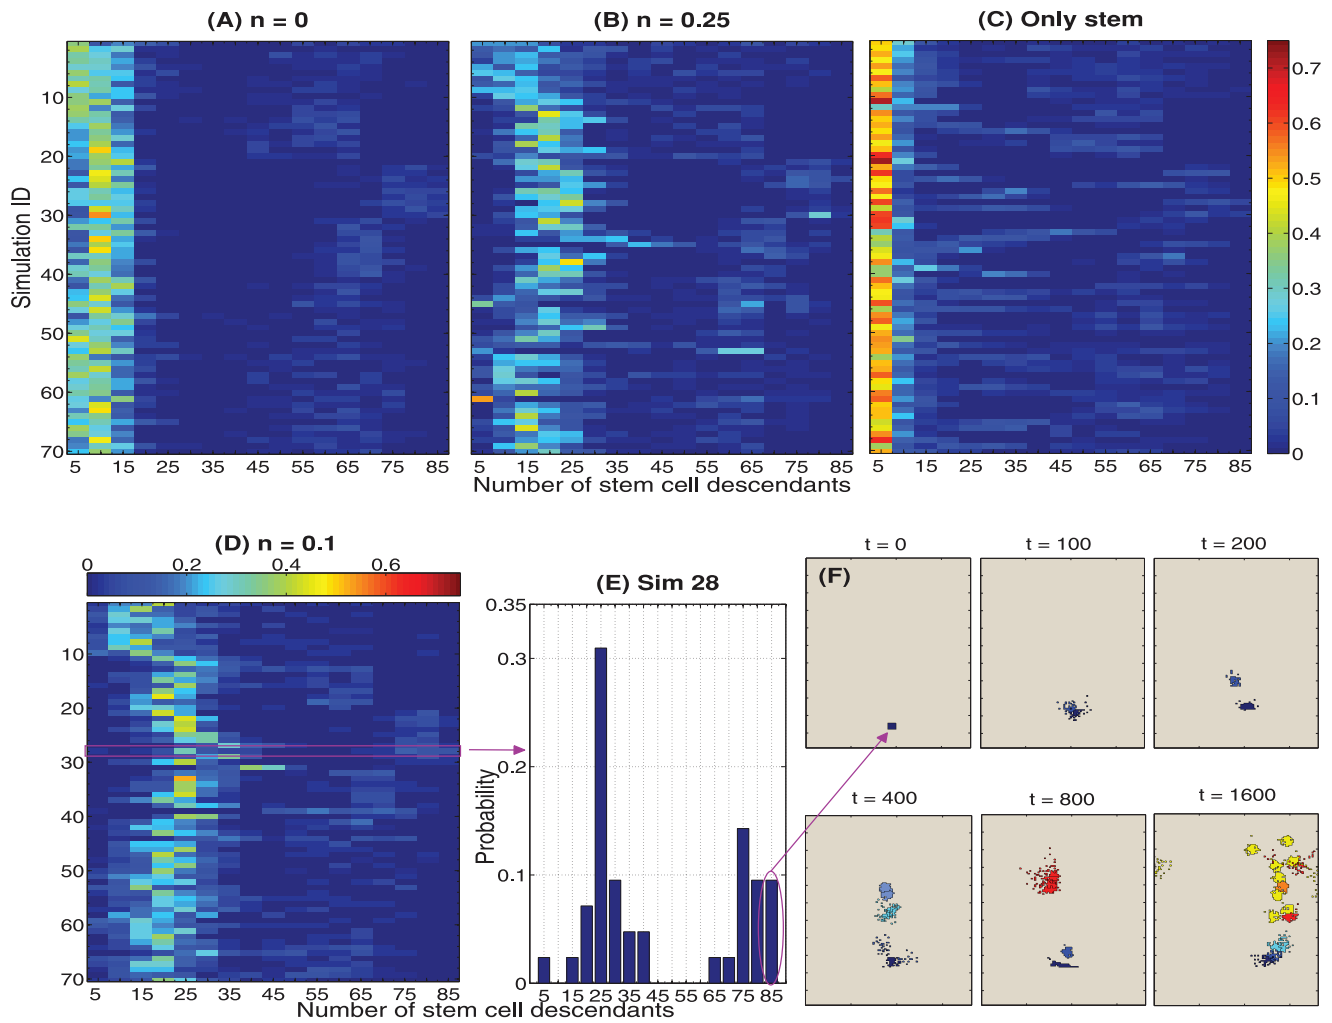 (A) n = 0
(B) n = 0.25
(C) Only stem
Simulation ID
10
20
30
40
50
60
70
5 15 25 35 45 55 65 75 85
5 15 25 35 45 55 65 75 85
5 15 25 35 45 55 65 75 85
Number of stem cell descendants
0.7
0.6
0.5
0.4
0.3
0.2
0.1
0
(D) n = 0.1
0 0.2 0.4 0.6
10
20
30
40
50
60
70
5 15 25 35 45 55 65 75 85
Number of stem cell descendants
(E) Sim 28
Probability
0.35
0.3
0.2
0.1
0
5 15 25 35 45 55 65 75 85
(F)
t = 0
t = 100
t = 200
t = 400
t = 800
t = 1600